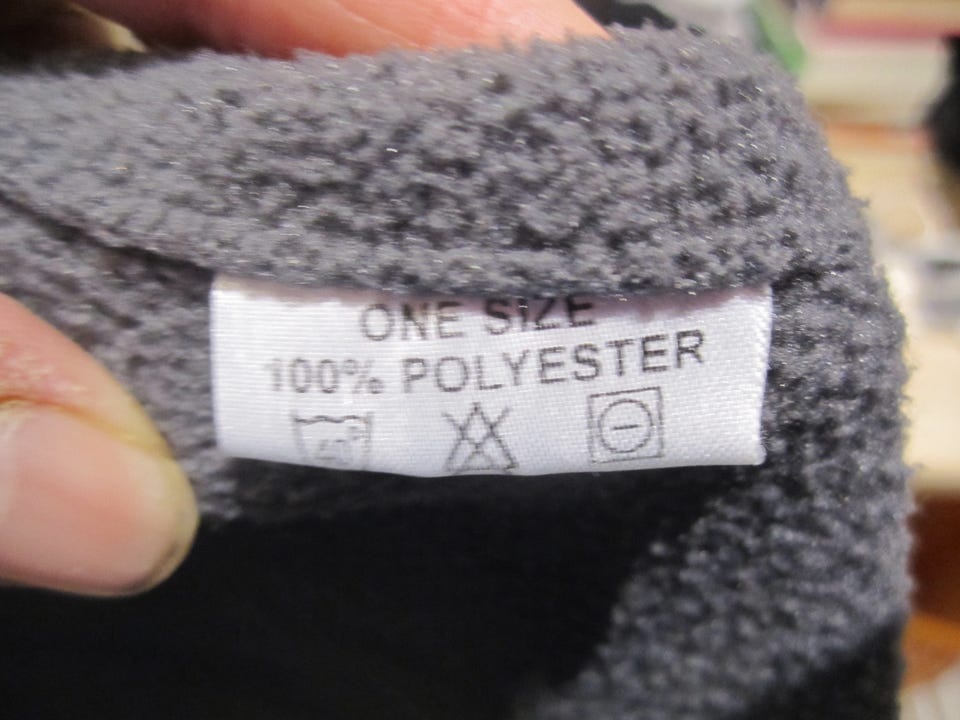 ONE SIZE
100% POLYESTER